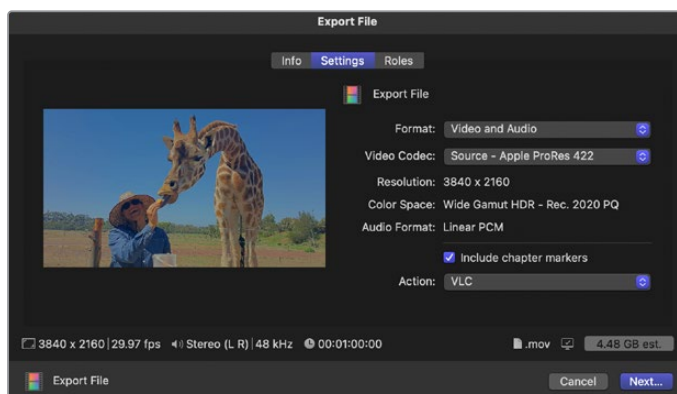 Export File
Info Settings Roles
Export File
Format: Video and Audio
Video Codec: Source - Apple ProRes 422
Resolution: 3840 x 2160
Color Space: Wide Gamut HDR - Rec. 2020 PQ
Audio Format: Linear PCM
Include chapter markers
Action: VLC
3840 x 2160 | 29.97 fps Stereo (L R) | 48 kHz 00:01:00:00 .mov 4.48 GB est.
Export File Cancel Next...